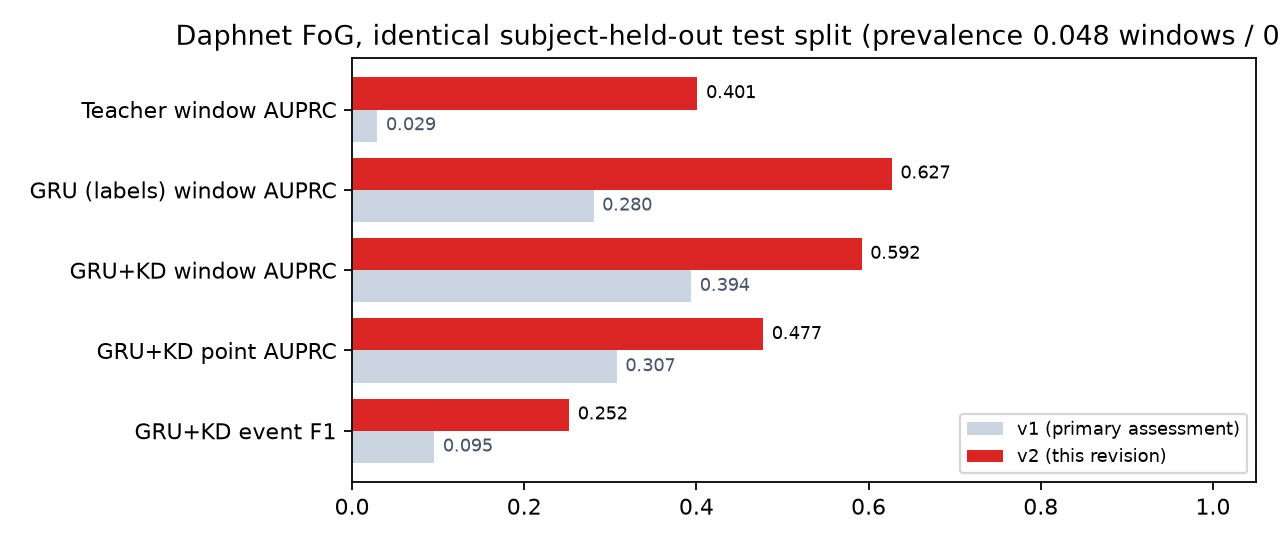 Daphnet FoG, identical subject-held-out test split (prevalence 0.048 windows / 0
Teacher window AUPRC
0.401
0.029
GRU (labels) window AUPRC
0.627
0.280
GRU+KD window AUPRC
0.592
0.394
GRU+KD point AUPRC
0.477
0.307
GRU+KD event F1
0.252
0.095
v1 (primary assessment)
v2 (this revision)
0.0 0.2 0.4 0.6 0.8 1.0